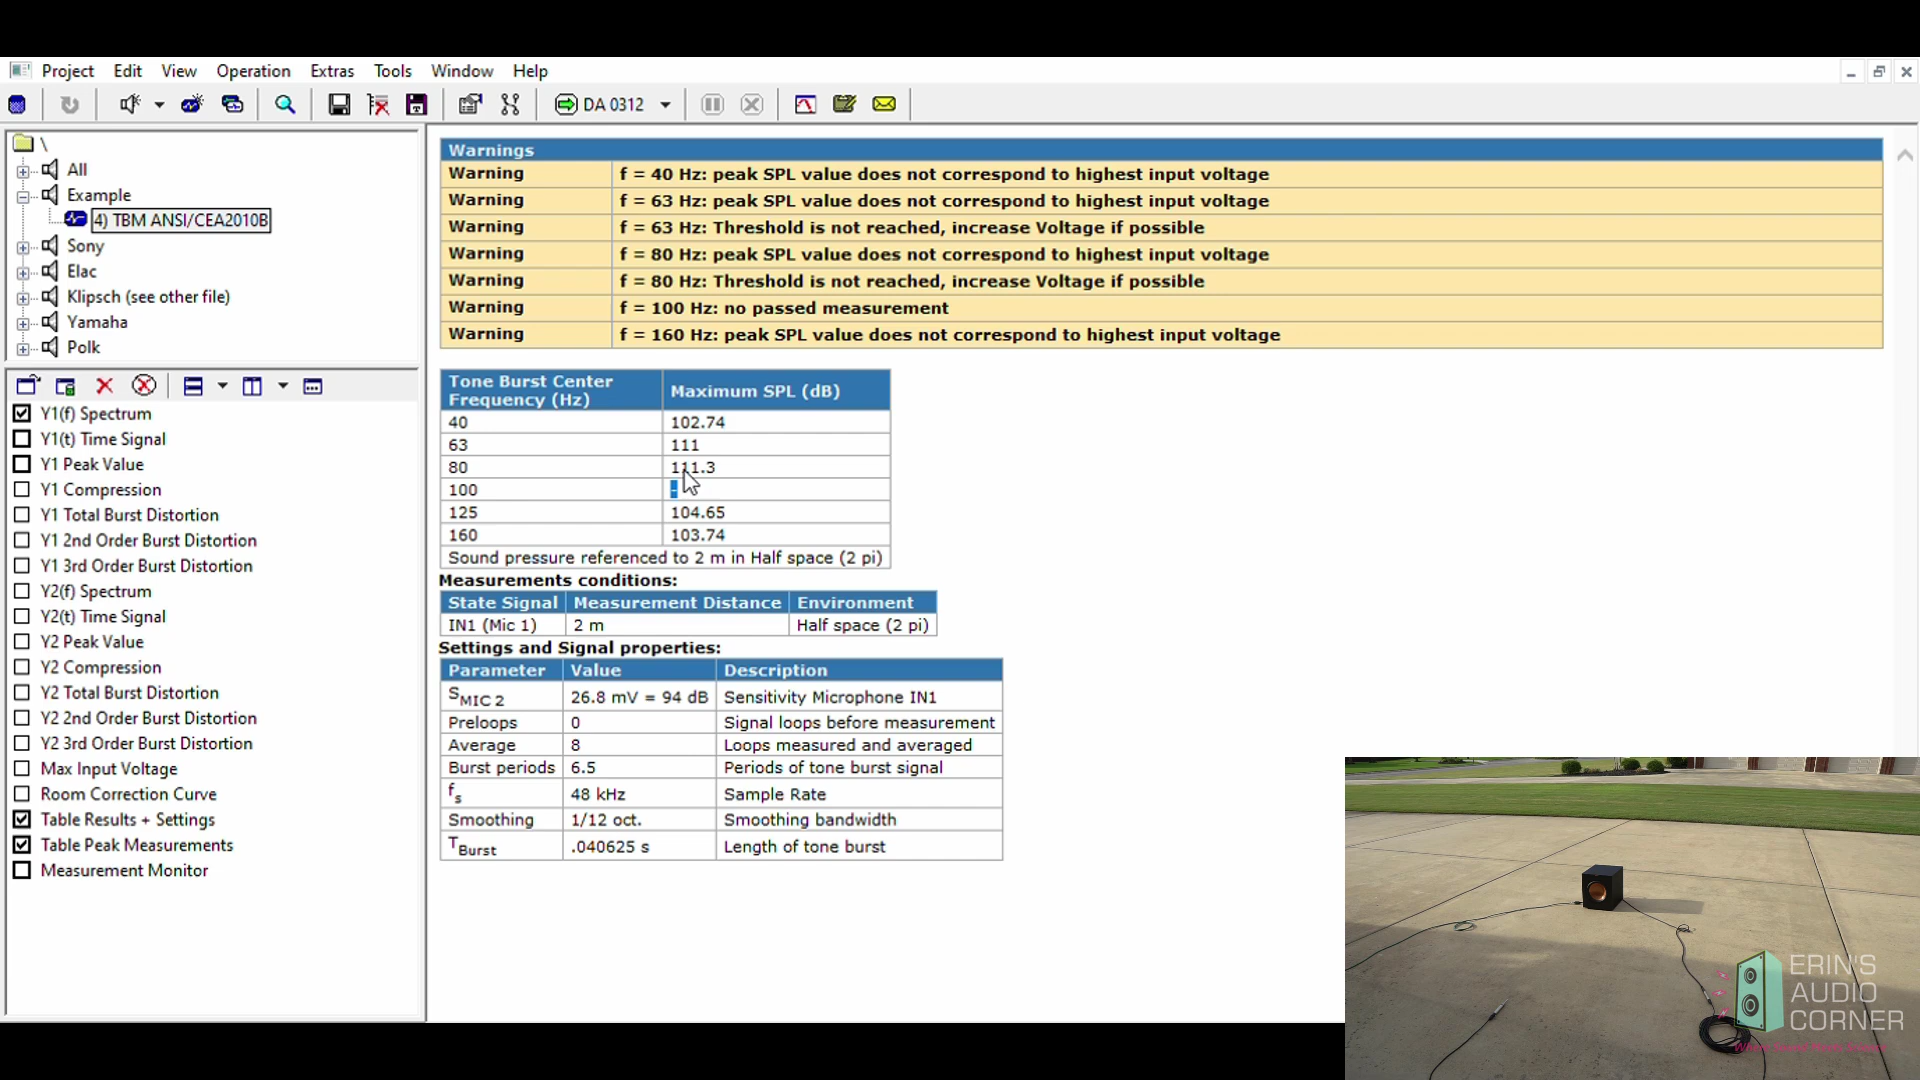 Project Edit View Operation Extras Tools Window Help
DA 0312
\
All
Example
4) TBM ANSI/CEA2010B
Sony
Elac
Klipsch (see other file)
Yamaha
Polk
Y1(f) Spectrum
Y1(t) Time Signal
Y1 Peak Value
Y1 Compression
Y1 Total Burst Distortion
Y1 2nd Order Burst Distortion
Y1 3rd Order Burst Distortion
Y2(f) Spectrum
Y2(t) Time Signal
Y2 Peak Value
Y2 Compression
Y2 Total Burst Distortion
Y2 2nd Order Burst Distortion
Y2 3rd Order Burst Distortion
Max Input Voltage
Room Correction Curve
Table Results + Settings
Table Peak Measurements
Measurement Monitor
Warnings
Warning f = 40 Hz: peak SPL value does not correspond to highest input voltage
Warning f = 63 Hz: peak SPL value does not correspond to highest input voltage
Warning f = 63 Hz: Threshold is not reached, increase Voltage if possible
Warning f = 80 Hz: peak SPL value does not correspond to highest input voltage
Warning f = 80 Hz: Threshold is not reached, increase Voltage if possible
Warning f = 100 Hz: no passed measurement
Warning f = 160 Hz: peak SPL value does not correspond to highest input voltage
Tone Burst Center Frequency (Hz) Maximum SPL (dB)
40 102.74
63 111
80 111.3
100 -
125 104.65
160 103.74
Sound pressure referenced to 2 m in Half space (2 pi)
Measurements conditions:
State Signal Measurement Distance Environment
IN1 (Mic 1) 2 m Half space (2 pi)
Settings and Signal properties:
Parameter Value Description
SMIC 2 26.8 mV = 94 dB Sensitivity Microphone IN1
Preloops 0 Signal loops before measurement
Average 8 Loops measured and averaged
Burst periods 6.5 Periods of tone burst signal
fs 48 kHz Sample Rate
Smoothing 1/12 oct. Smoothing bandwidth
TBurst .040625 s Length of tone burst
ERIN'S
AUDIO
CORNER